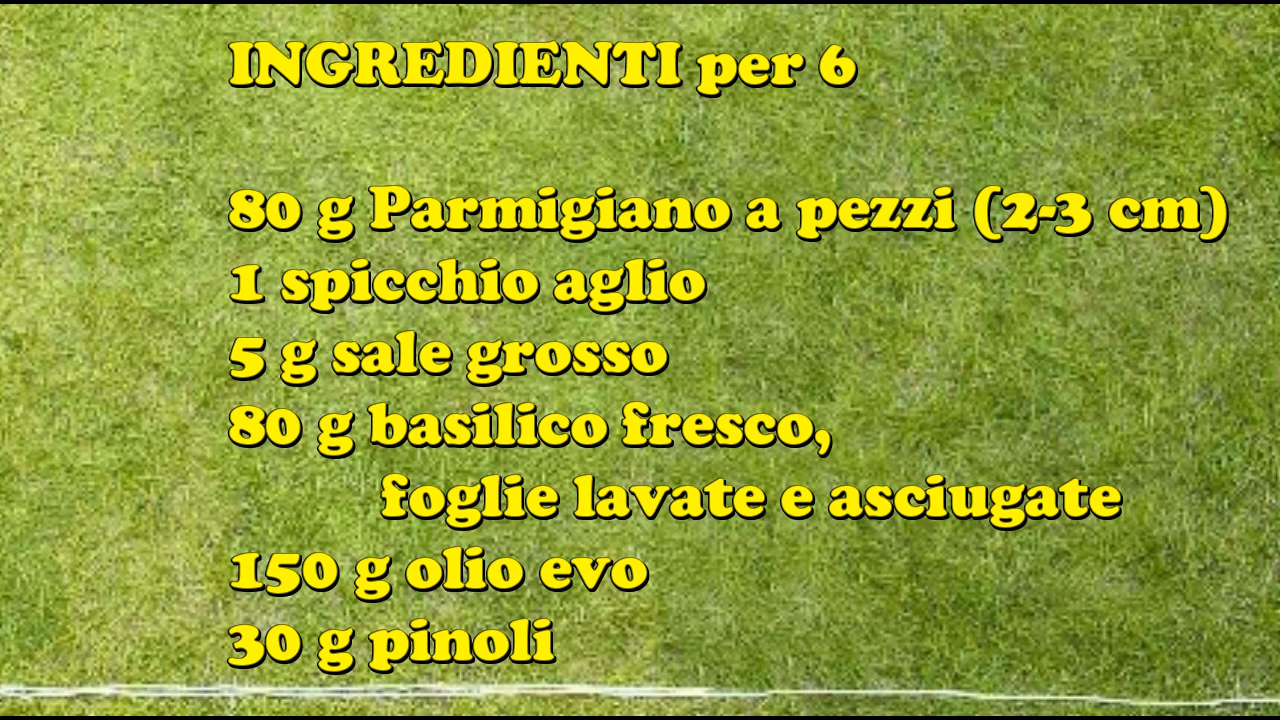 INGREDIENTI per 6
80 g Parmigiano a pezzi (2-3 cm)
1 spicchio aglio
5 g sale grosso
80 g basilico fresco,
foglie lavate e asciugate
150 g olio evo
30 g pinoli